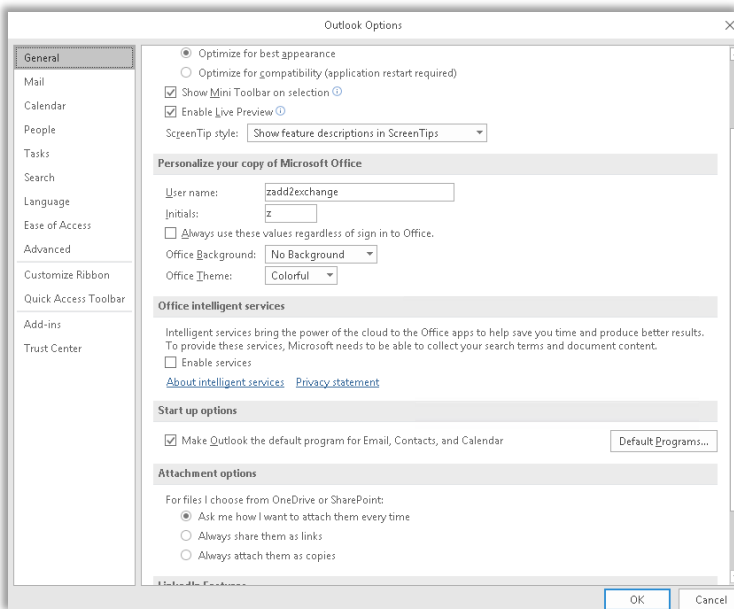 Outlook Options
General
Mail
Calendar
People
Tasks
Search
Language
Ease of Access
Advanced
Customize Ribbon
Quick Access Toolbar
Add-ins
Trust Center
Optimize for best appearance
Optimize for compatibility (application restart required)
Show Mini Toolbar on selection
Enable Live Preview
ScreenTip style: Show feature descriptions in ScreenTips
Personalize your copy of Microsoft Office
User name: zadd2exchange
Initials: z
Always use these values regardless of sign in to Office.
Office Background: No Background
Office Theme: Colorful
Office intelligent services
Intelligent services bring the power of the cloud to the Office apps to help save you time and produce better results.
To provide these services, Microsoft needs to be able to collect your search terms and document content.
Enable services
About intelligent services Privacy statement
Start up options
Make Outlook the default program for Email, Contacts, and Calendar Default Programs...
Attachment options
For files I choose from OneDrive or SharePoint:
Ask me how I want to attach them every time
Always share them as links
Always attach them as copies
LinkedIn Features
OK Cancel